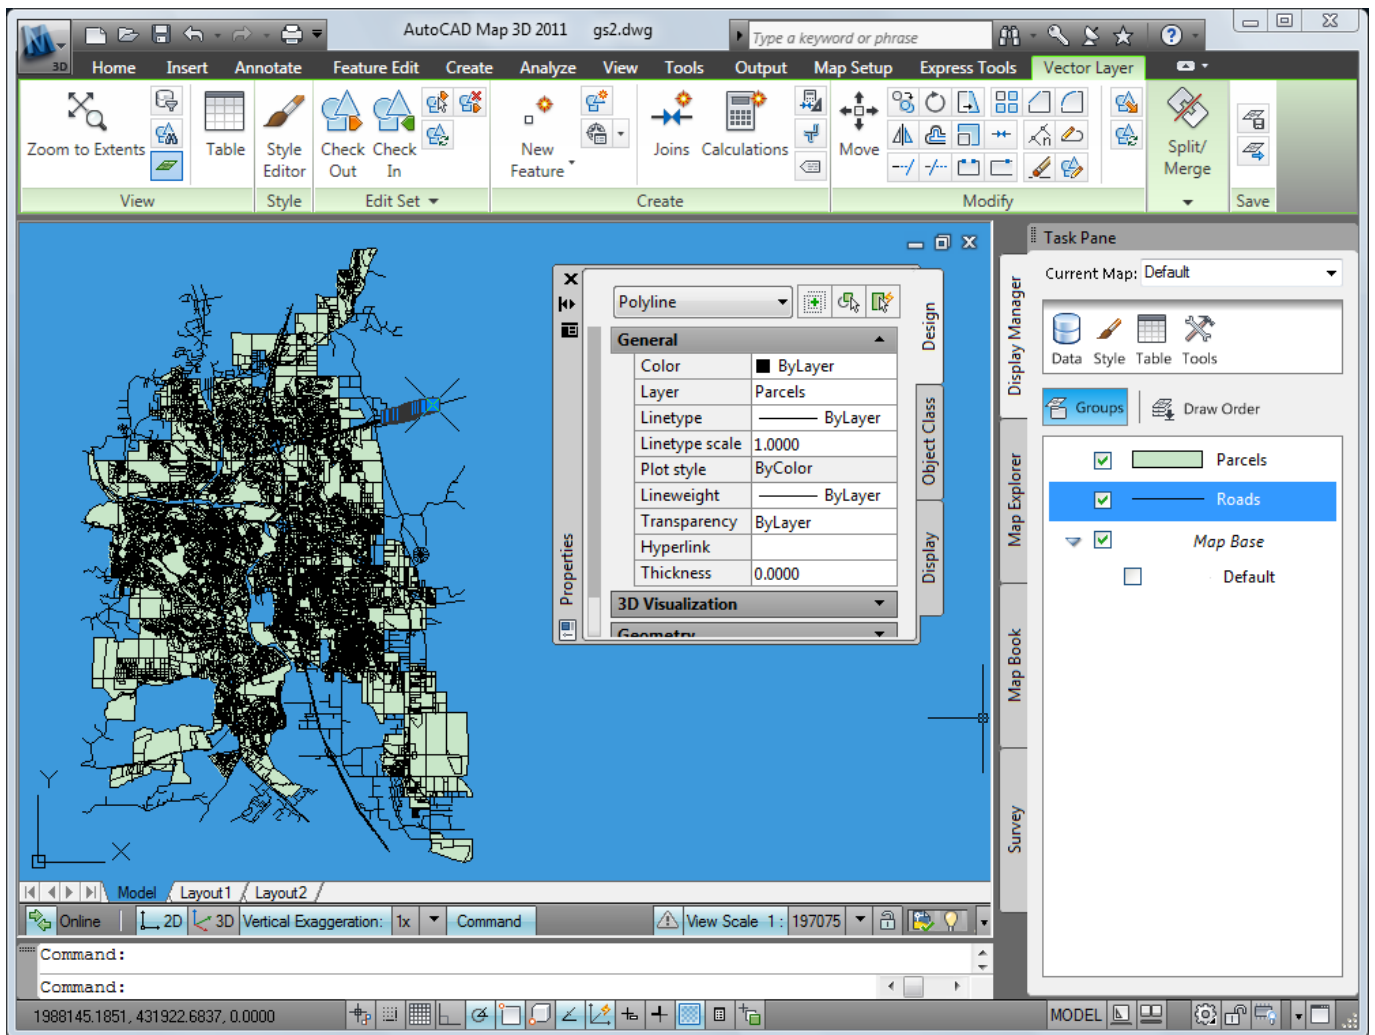 AutoCAD Map 3D 2011 gs2.dwg Type a keyword or phrase
3D Home Insert Annotate Feature Edit Create Analyze View Tools Output Map Setup Express Tools Vector Layer
Zoom to Extents Table Style Editor Check Out Check In New Feature Joins Calculations Move Split/ Merge
View Style Edit Set Create Modify Save
Task Pane
Current Map: Default
Data Style Table Tools
Groups Draw Order
Parcels
Roads
Map Base
Default
Display Manager
Map Explorer
Map Book
Survey
Polyline
General
Color ByLayer
Layer Parcels
Linetype ByLayer
Linetype scale 1.0000
Plot style ByColor
Lineweight ByLayer
Transparency ByLayer
Hyperlink
Thickness 0.0000
3D Visualization
Geometry
Properties
Design
Object Class
Display
Y
X
Model Layout1 Layout2
Online 2D 3D Vertical Exaggeration: 1x Command View Scale 1 : 197075
Command:
Command:
1988145.1851, 431922.6837, 0.0000 MODEL